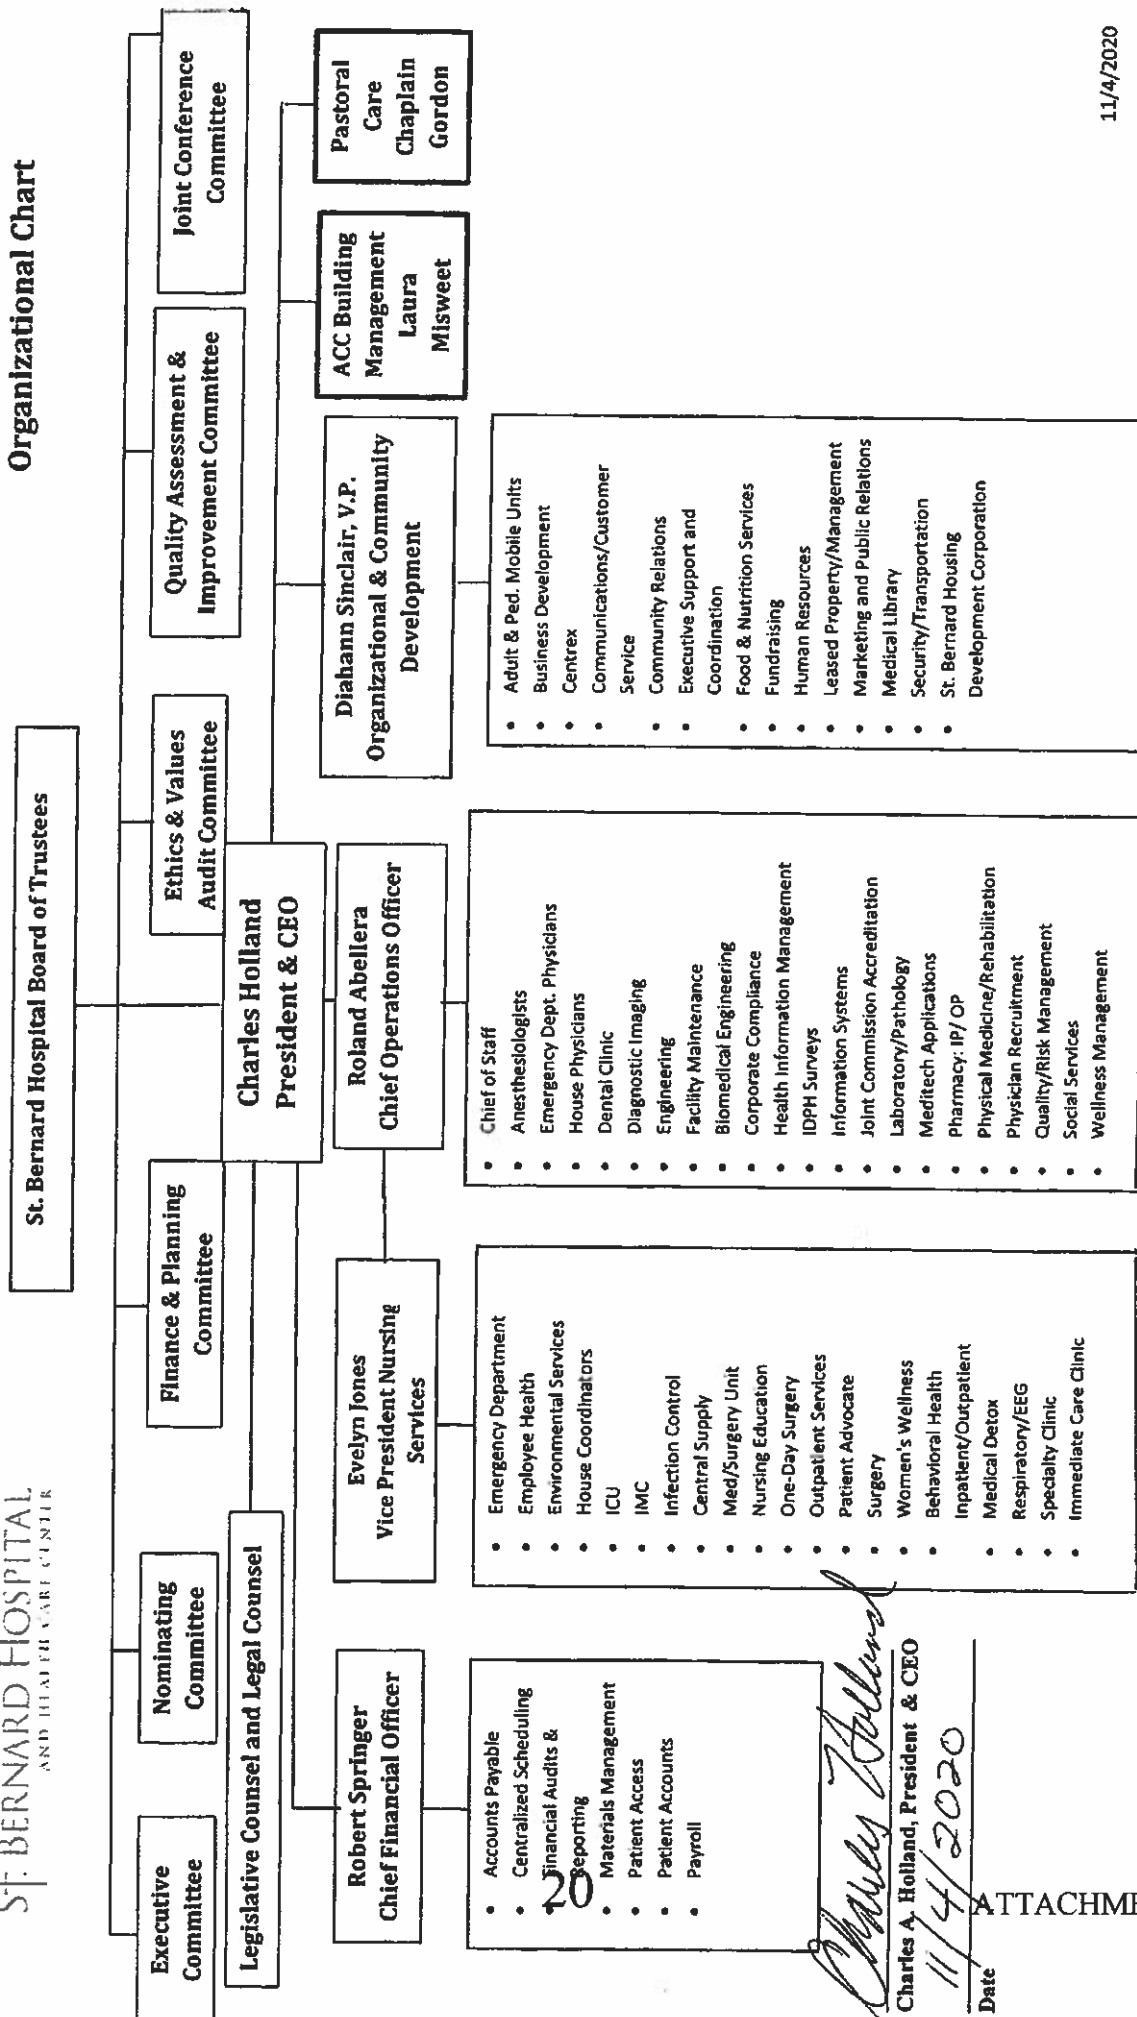 ST. BERNARD HOSPITAL
AND HEALTH CARE CENTER
Organizational Chart
St. Bernard Hospital Board of Trustees
Executive
Committee
Nominating
Committee
Finance & Planning
Committee
Ethics & Values
Audit Committee
Quality Assessment &
Improvement Committee
Joint Conference
Committee
Legislative Counsel and Legal Counsel
Charles Holland
President & CEO
Robert Springer
Chief Financial Officer
Evelyn Jones
Vice President Nursing
Services
Roland Abellera
Chief Operations Officer
Diahann Sinclair, V.P.
Organizational & Community
Development
ACC Building
Management
Laura
Misweet
Pastoral
Care
Chaplain
Gordon
• Accounts Payable
• Centralized Scheduling
• Financial Audits &
Reporting
• Materials Management
• Patient Access
• Patient Accounts
• Payroll
• Emergency Department
• Employee Health
• Environmental Services
• House Coordinators
• ICU
• IMC
• Infection Control
• Central Supply
• Med/Surgery Unit
• Nursing Education
• One-Day Surgery
• Outpatient Services
• Patient Advocate
• Surgery
• Women's Wellness
• Behavioral Health
Inpatient/Outpatient
• Medical Detox
• Respiratory/EEG
• Specialty Clinic
• Immediate Care Clinic
• Chief of Staff
• Anesthesiologists
• Emergency Dept. Physicians
• House Physicians
• Dental Clinic
• Diagnostic Imaging
• Engineering
• Facility Maintenance
• Biomedical Engineering
• Corporate Compliance
• Health Information Management
• IDPH Surveys
• Information Systems
• Joint Commission Accreditation
• Laboratory/Pathology
• Meditech Applications
• Pharmacy: IP/ OP
• Physical Medicine/Rehabilitation
• Physician Recruitment
• Quality/Risk Management
• Social Services
• Wellness Management
• Adult & Ped. Mobile Units
• Business Development
• Centrex
• Communications/Customer
Service
• Community Relations
• Executive Support and
Coordination
• Food & Nutrition Services
• Fundraising
• Human Resources
• Leased Property/Management
• Marketing and Public Relations
• Medical Library
• Security/Transportation
• St. Bernard Housing
Development Corporation
Charles Holland
Charles A. Holland, President & CEO
11/4/2020
Date
11/4/2020
20
ATTACHME